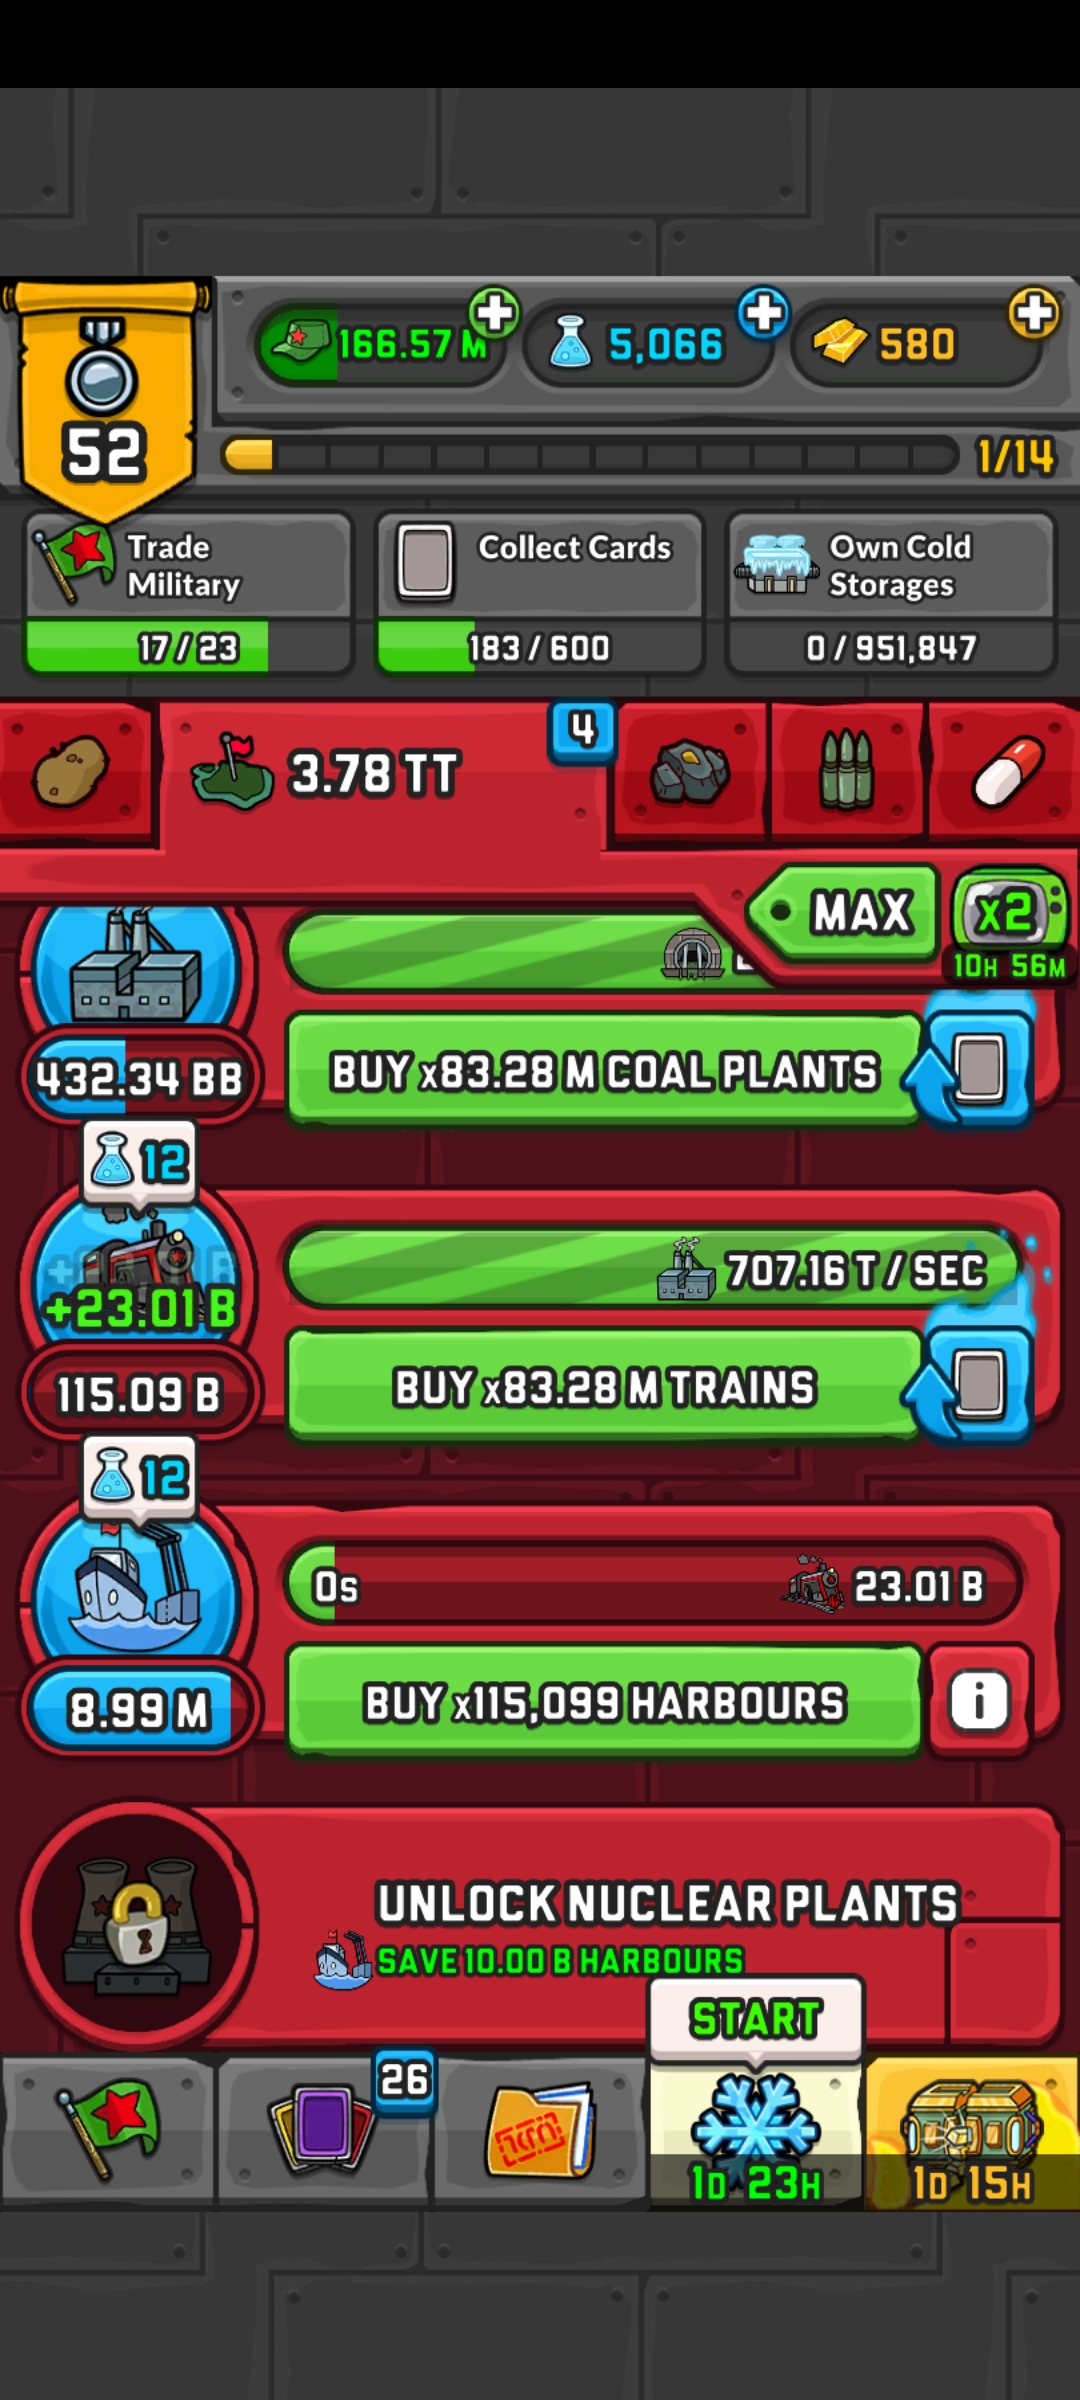 166.57 M
5,066
580
52
1/14
Trade
Military
Collect Cards
Own Cold
Storages
17 / 23
183 / 600
0 / 951,847
3.78 TT
4
MAX
x2
10H 56M
432.34 BB
BUY x83.28 M COAL PLANTS
12
+23.01 B
707.16 T / SEC
115.09 B
BUY x83.28 M TRAINS
12
0s
23.01 B
8.99 M
BUY x115,099 HARBOURS
i
UNLOCK NUCLEAR PLANTS
SAVE 10.00 B HARBOURS
START
26
1D 23H
1D 15H